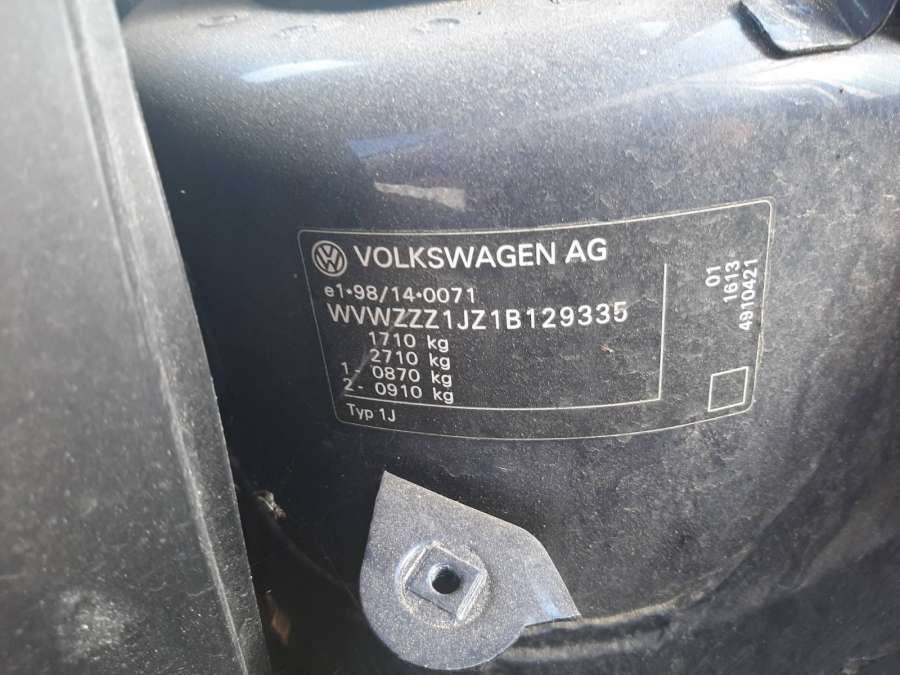 VOLKSWAGEN AG
e1•98/14•0071
WVWZZZ1JZ1B129335
1710 kg
2710 kg
1- 0870 kg
2- 0910 kg
Typ 1J
01
1613
4910421